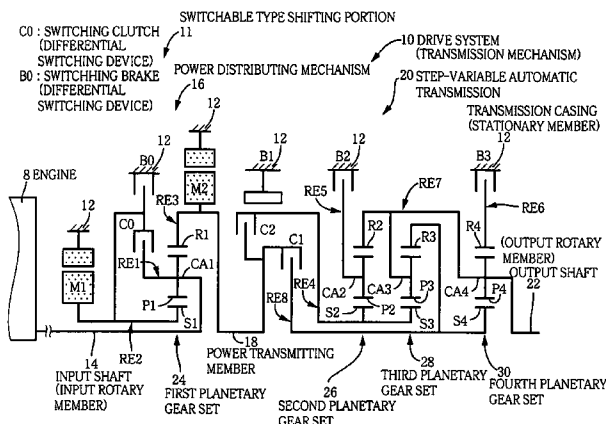 SWITCHABLE TYPE SHIFTING PORTION
11
C0 : SWITCHING CLUTCH
(DIFFERENTIAL
SWITCHING DEVICE)
B0 : SWITCHHING BRAKE
(DIFFERENTIAL
SWITCHING DEVICE)
10 DRIVE SYSTEM
(TRANSMISSION MECHANISM)
POWER DISTRIBUTING MECHANISM
16
20 STEP-VARIABLE AUTOMATIC
TRANSMISSION
TRANSMISSION CASING
(STATIONARY MEMBER)
8 ENGINE
12
12
12
12
12
12
B0
B1
B2
B3
M2
M1
RE3
C0
R1
RE1
CA1
P1
S1
RE2
C2
C1
RE4
RE8
RE5
RE7
R2
R3
R4
RE6
(OUTPUT ROTARY
MEMBER)
OUTPUT SHAFT
CA2
CA3
CA4
P2
P3
P4
S2
S3
S4
22
14
INPUT SHAFT
(INPUT ROTARY
MEMBER)
24
FIRST PLANETARY
GEAR SET
18
POWER TRANSMITTING
MEMBER
26
SECOND PLANETARY
GEAR SET
28
THIRD PLANETARY
GEAR SET
30
FOURTH PLANETARY
GEAR SET